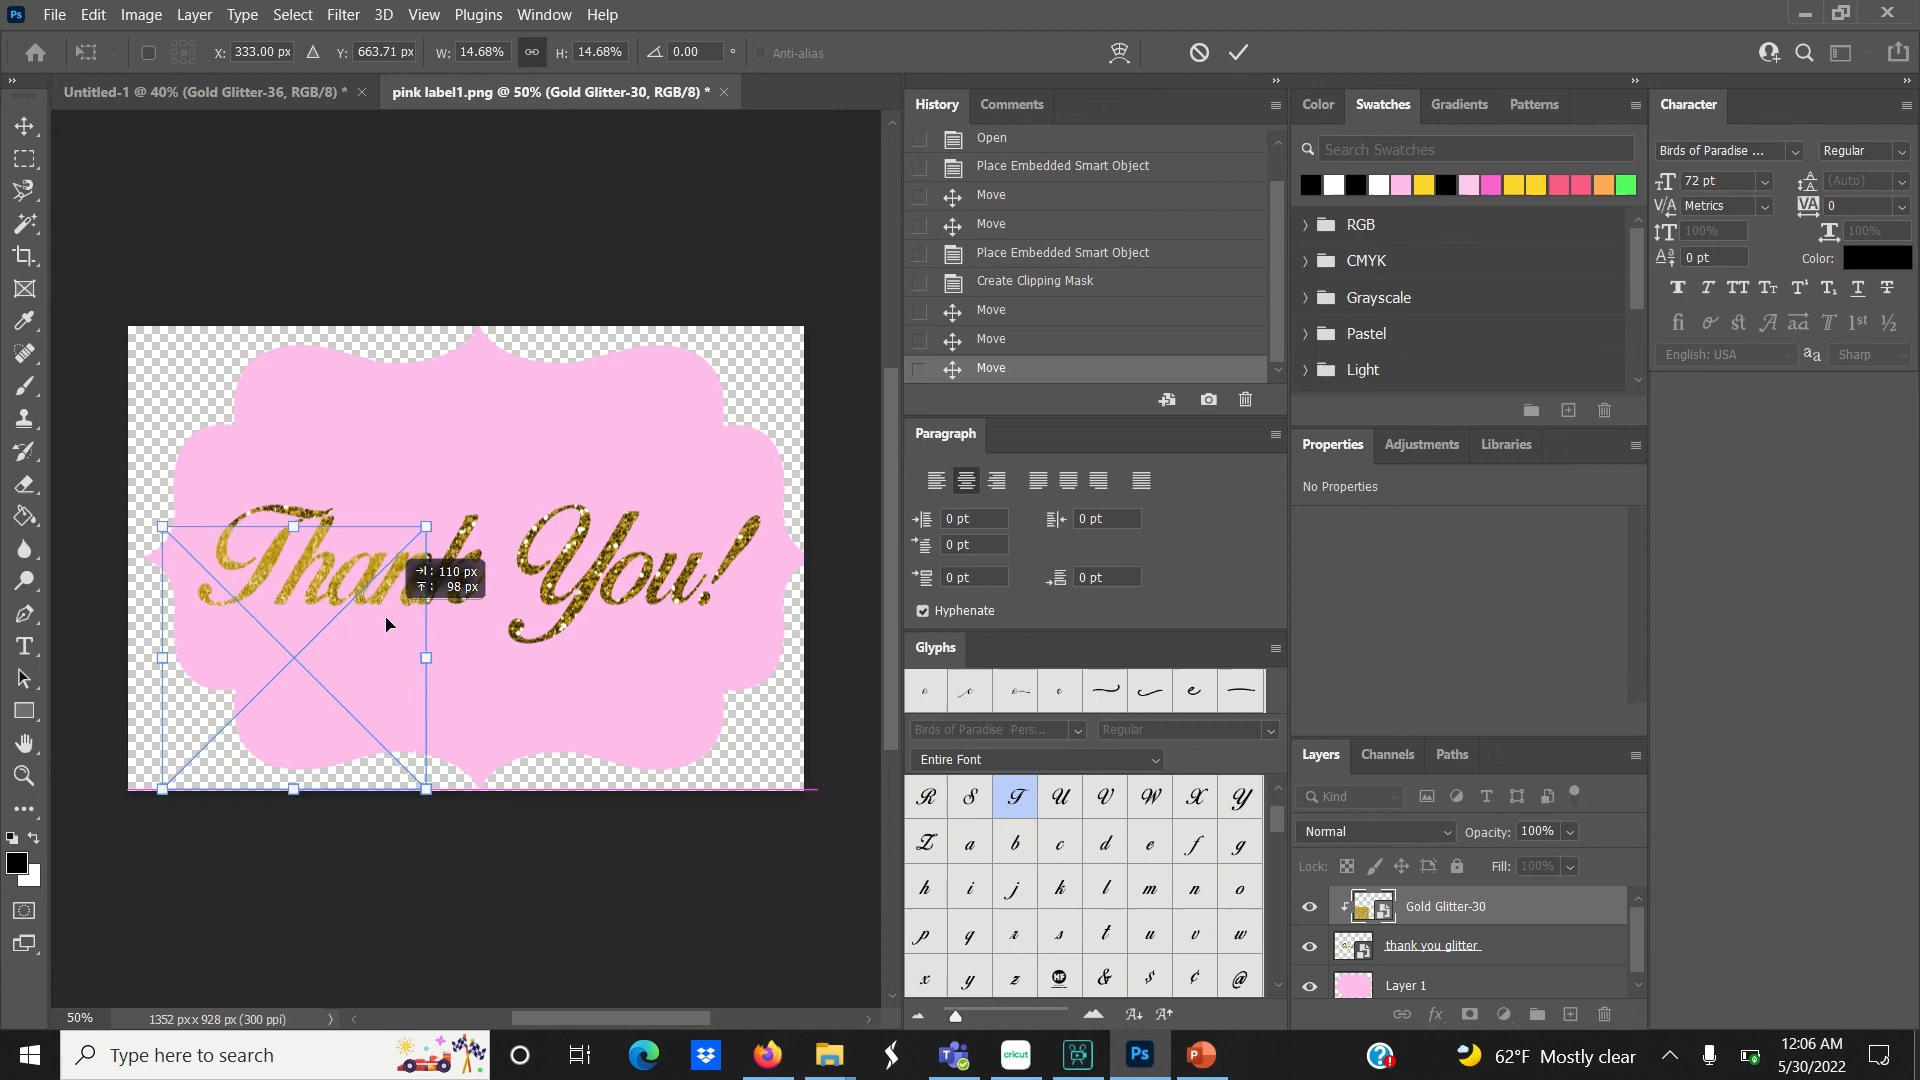 Ps File Edit Image Layer Type Select Filter 3D View Plugins Window Help
X: 333.00 px Y: 663.71 px W: 14.68% H: 14.68% 0.00 ° Anti-alias
Untitled-1 @ 40% (Gold Glitter-36, RGB/8) * ×
pink label1.png @ 50% (Gold Glitter-30, RGB/8) * ×
Thank You!
110 px
98 px
50% 1352 px x 928 px (300 ppi)
History Comments
Open
Place Embedded Smart Object
Move
Move
Place Embedded Smart Object
Create Clipping Mask
Move
Move
Move
Paragraph
0 pt 0 pt
0 pt
0 pt 0 pt
Hyphenate
Glyphs
Birds of Paradise Pers... Regular
Entire Font
R S T U V W X Y
Z a b c d e f g
h i j k l m n o
p q r s t u v w
x y z MF & $ ¢ @
Color Swatches Gradients Patterns
Search Swatches
RGB
CMYK
Grayscale
Pastel
Light
Properties Adjustments Libraries
No Properties
Layers Channels Paths
Kind
Normal Opacity: 100%
Lock: Fill: 100%
Gold Glitter-30
thank you glitter
Layer 1
Character
Birds of Paradise ... Regular
72 pt (Auto)
Metrics 0
100% 100%
0 pt Color:
English: USA aa Sharp
Type here to search
cricut
62°F Mostly clear
12:06 AM
5/30/2022